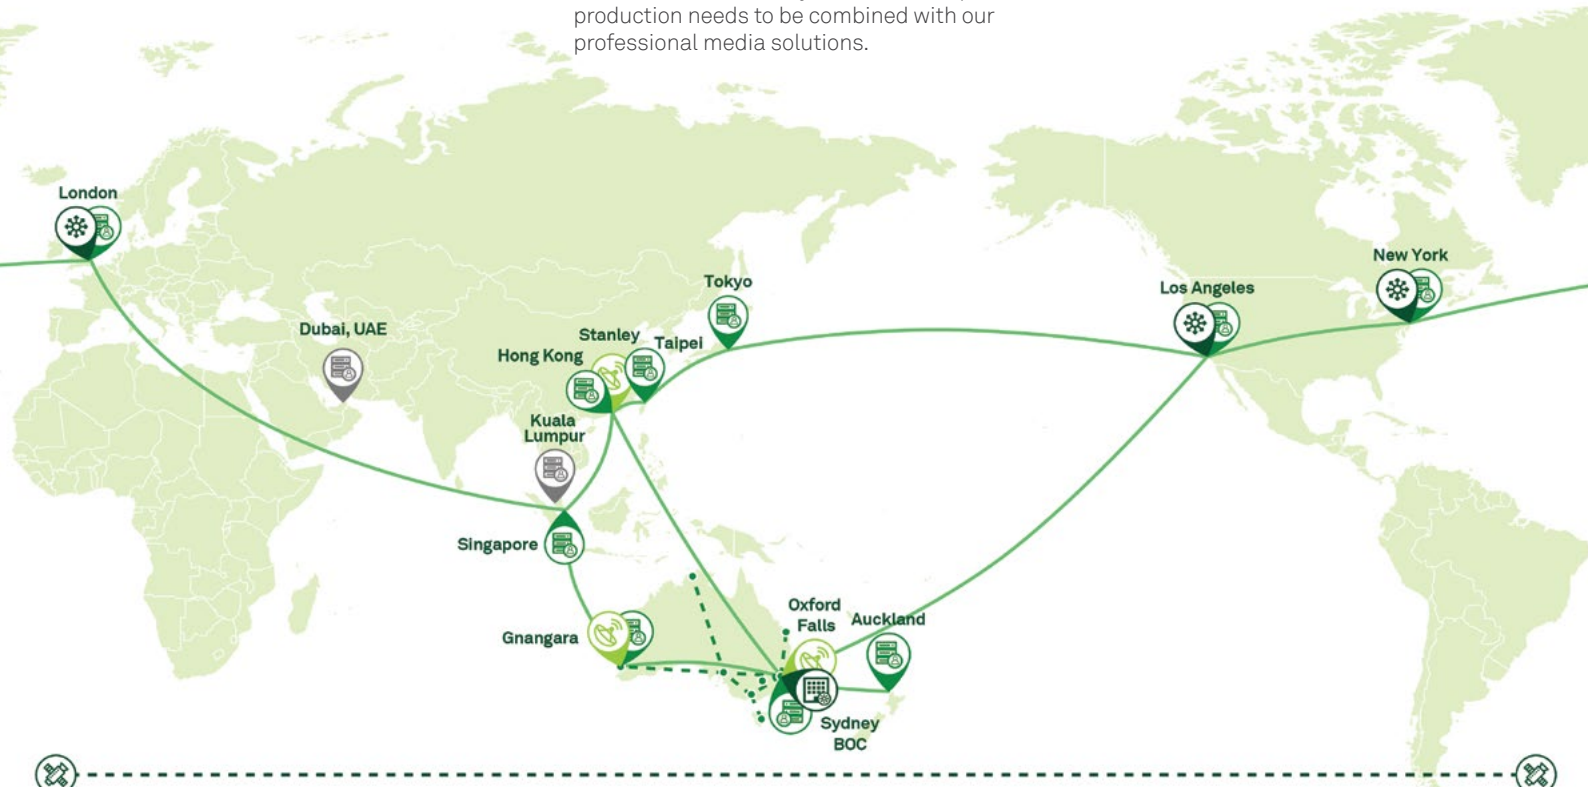 production needs to be combined with our
professional media solutions.
London
New York
Tokyo
Los Angeles
Dubai, UAE
Stanley
Taipei
Hong Kong
Kuala
Lumpur
Singapore
Oxford
Falls
Auckland
Gnangara
Sydney
BOC